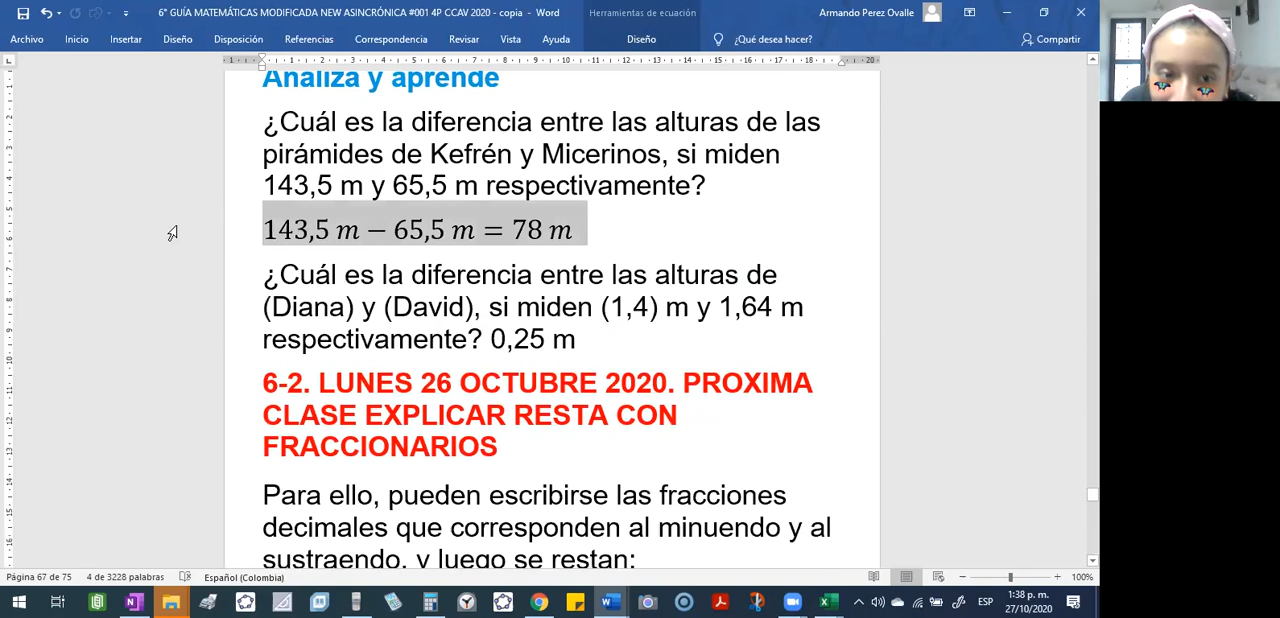 6° GUÍA MATEMÁTICAS MODIFICADA NEW ASINCRÓNICA #001 4P CCAV 2020 - copia - Word
Herramientas de ecuación
Armando Perez Ovalle
Archivo Inicio Insertar Diseño Disposición Referencias Correspondencia Revisar Vista Ayuda Diseño ¿Qué desea hacer? Compartir
Analiza y aprende
¿Cuál es la diferencia entre las alturas de las
pirámides de Kefrén y Micerinos, si miden
143,5 m y 65,5 m respectivamente?
143,5 m − 65,5 m = 78 m
¿Cuál es la diferencia entre las alturas de
(Diana) y (David), si miden (1,4) m y 1,64 m
respectivamente? 0,25 m
6-2. LUNES 26 OCTUBRE 2020. PROXIMA
CLASE EXPLICAR RESTA CON
FRACCIONARIOS
Para ello, pueden escribirse las fracciones
decimales que corresponden al minuendo y al
sustraendo, y luego se restan:
Página 67 de 75 4 de 3228 palabras Español (Colombia) 100%
ESP
1:38 p. m.
27/10/2020